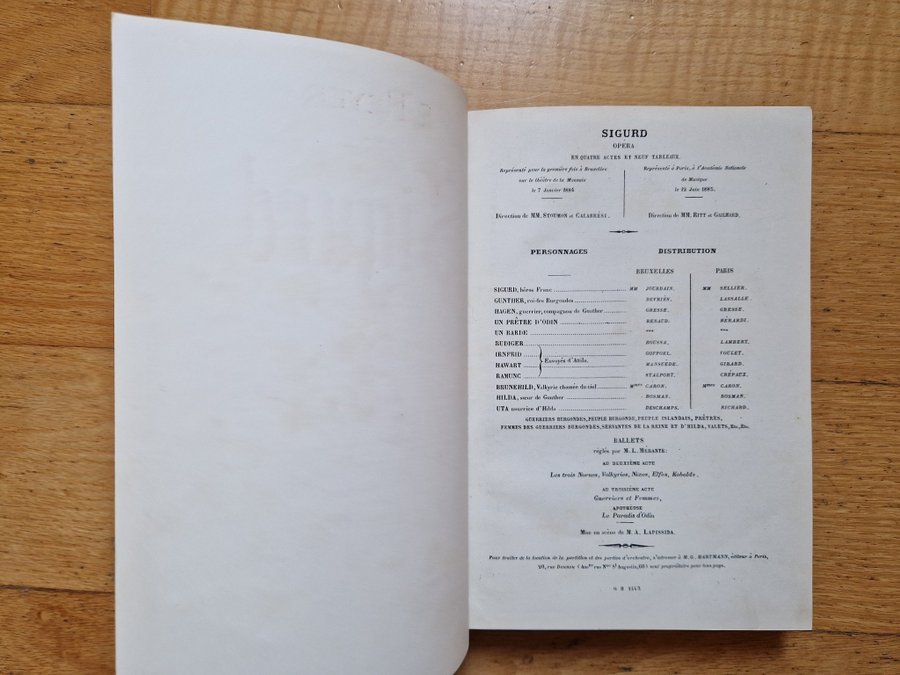 SIGURD
OPÉRA
EN QUATRE ACTES ET NEUF TABLEAUX.
Représenté pour la première fois à Bruxelles
sur le théâtre de la Monnaie
le 7 Janvier 1884
Direction de MM. STOUMON et CALABRÉSI.
Représenté à Paris, à l'Académie Nationale
de Musique
le 12 Juin 1885.
Direction de MM. RITT et GAILHARD.
PERSONNAGES DISTRIBUTION
BRUXELLES PARIS
SIGURD, héros Franc MM JOURDAIN. MM SELLIER.
GUNTHER, roi des Burgondes DEVRIÈS. LASSALLE
HAGEN, guerrier, compagnon de Gunther GRESSE. GRESSE.
UN PRÊTRE D'ODIN RENAUD. BÉRARDI.
UN BARDE *** ***
RUDIGER BOUSSA. LAMBERT.
IRNFRID GOFFOEL. VOULET.
HAWART Envoyés d'Attila. MANSUÈDE. GIRARD.
RAMUNC STALPORT. CRÉPAUX.
BRUNEHILD, Valkyrie chassée du ciel Mmes CARON. Mmes CARON.
HILDA, sœur de Gunther BOSMAN. BOSMAN.
UTA nourrice d'Hilda DESCHAMPS. RICHARD.
GUERRIERS BURGONDES, PEUPLE BURGONDE, PEUPLE ISLANDAIS, PRÊTRES,
FEMMES DES GUERRIERS BURGONDES, SERVANTES DE LA REINE ET D'HILDA, VALETS, Etc, Etc.
BALLETS
réglés par M. L. MÉRANTE:
AU DEUXIÈME ACTE
Les trois Nornes, Valkyries, Nixes, Elfes, Kobolds.
AU TROISIÈME ACTE
Guerriers et Femmes.
APOTHÉOSE
Le Paradis d'Odin
Mise en scène de M. A. LAPISSIDA.
Pour traiter de la location de la partition et des parties d'orchestre, s'adresser à M. G. HARTMANN, éditeur à Paris,
20, rue DAUNOU (Anc.ne rue N.ve St Augustin, 60) seul propriétaire pour tous pays.